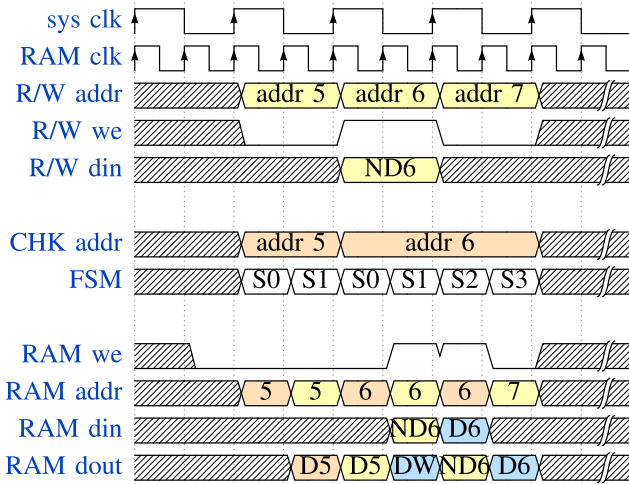 sys clk
RAM clk
R/W addr addr 5 addr 6 addr 7
R/W we
R/W din ND6
CHK addr addr 5 addr 6
FSM S0 S1 S0 S1 S2 S3
RAM we
RAM addr 5 5 6 6 6 7
RAM din ND6 D6
RAM dout D5 D5 DW ND6 D6